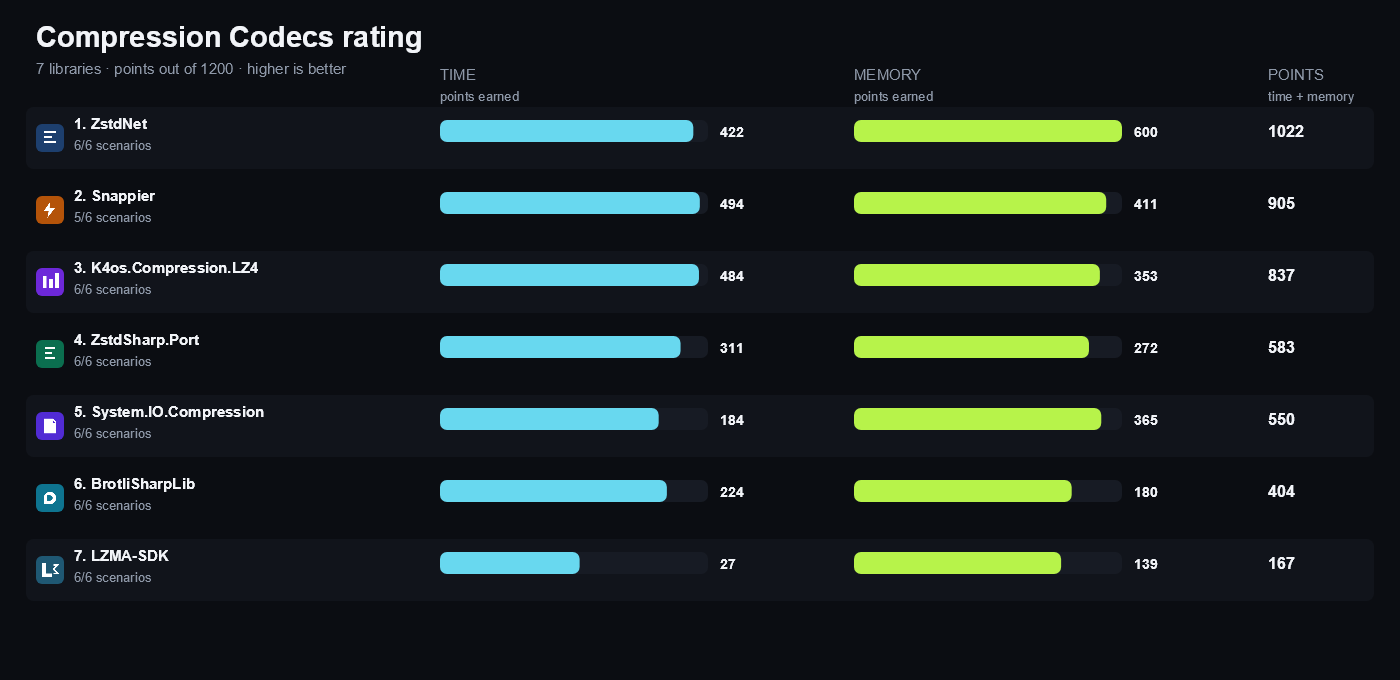 Compression Codecs rating
7 libraries · points out of 1200 · higher is better
TIME
points earned
MEMORY
points earned
POINTS
time + memory
1. ZstdNet
6/6 scenarios
422
600
1022
2. Snappier
5/6 scenarios
494
411
905
3. K4os.Compression.LZ4
6/6 scenarios
484
353
837
4. ZstdSharp.Port
6/6 scenarios
311
272
583
5. System.IO.Compression
6/6 scenarios
184
365
550
6. BrotliSharpLib
6/6 scenarios
224
180
404
7. LZMA-SDK
6/6 scenarios
27
139
167